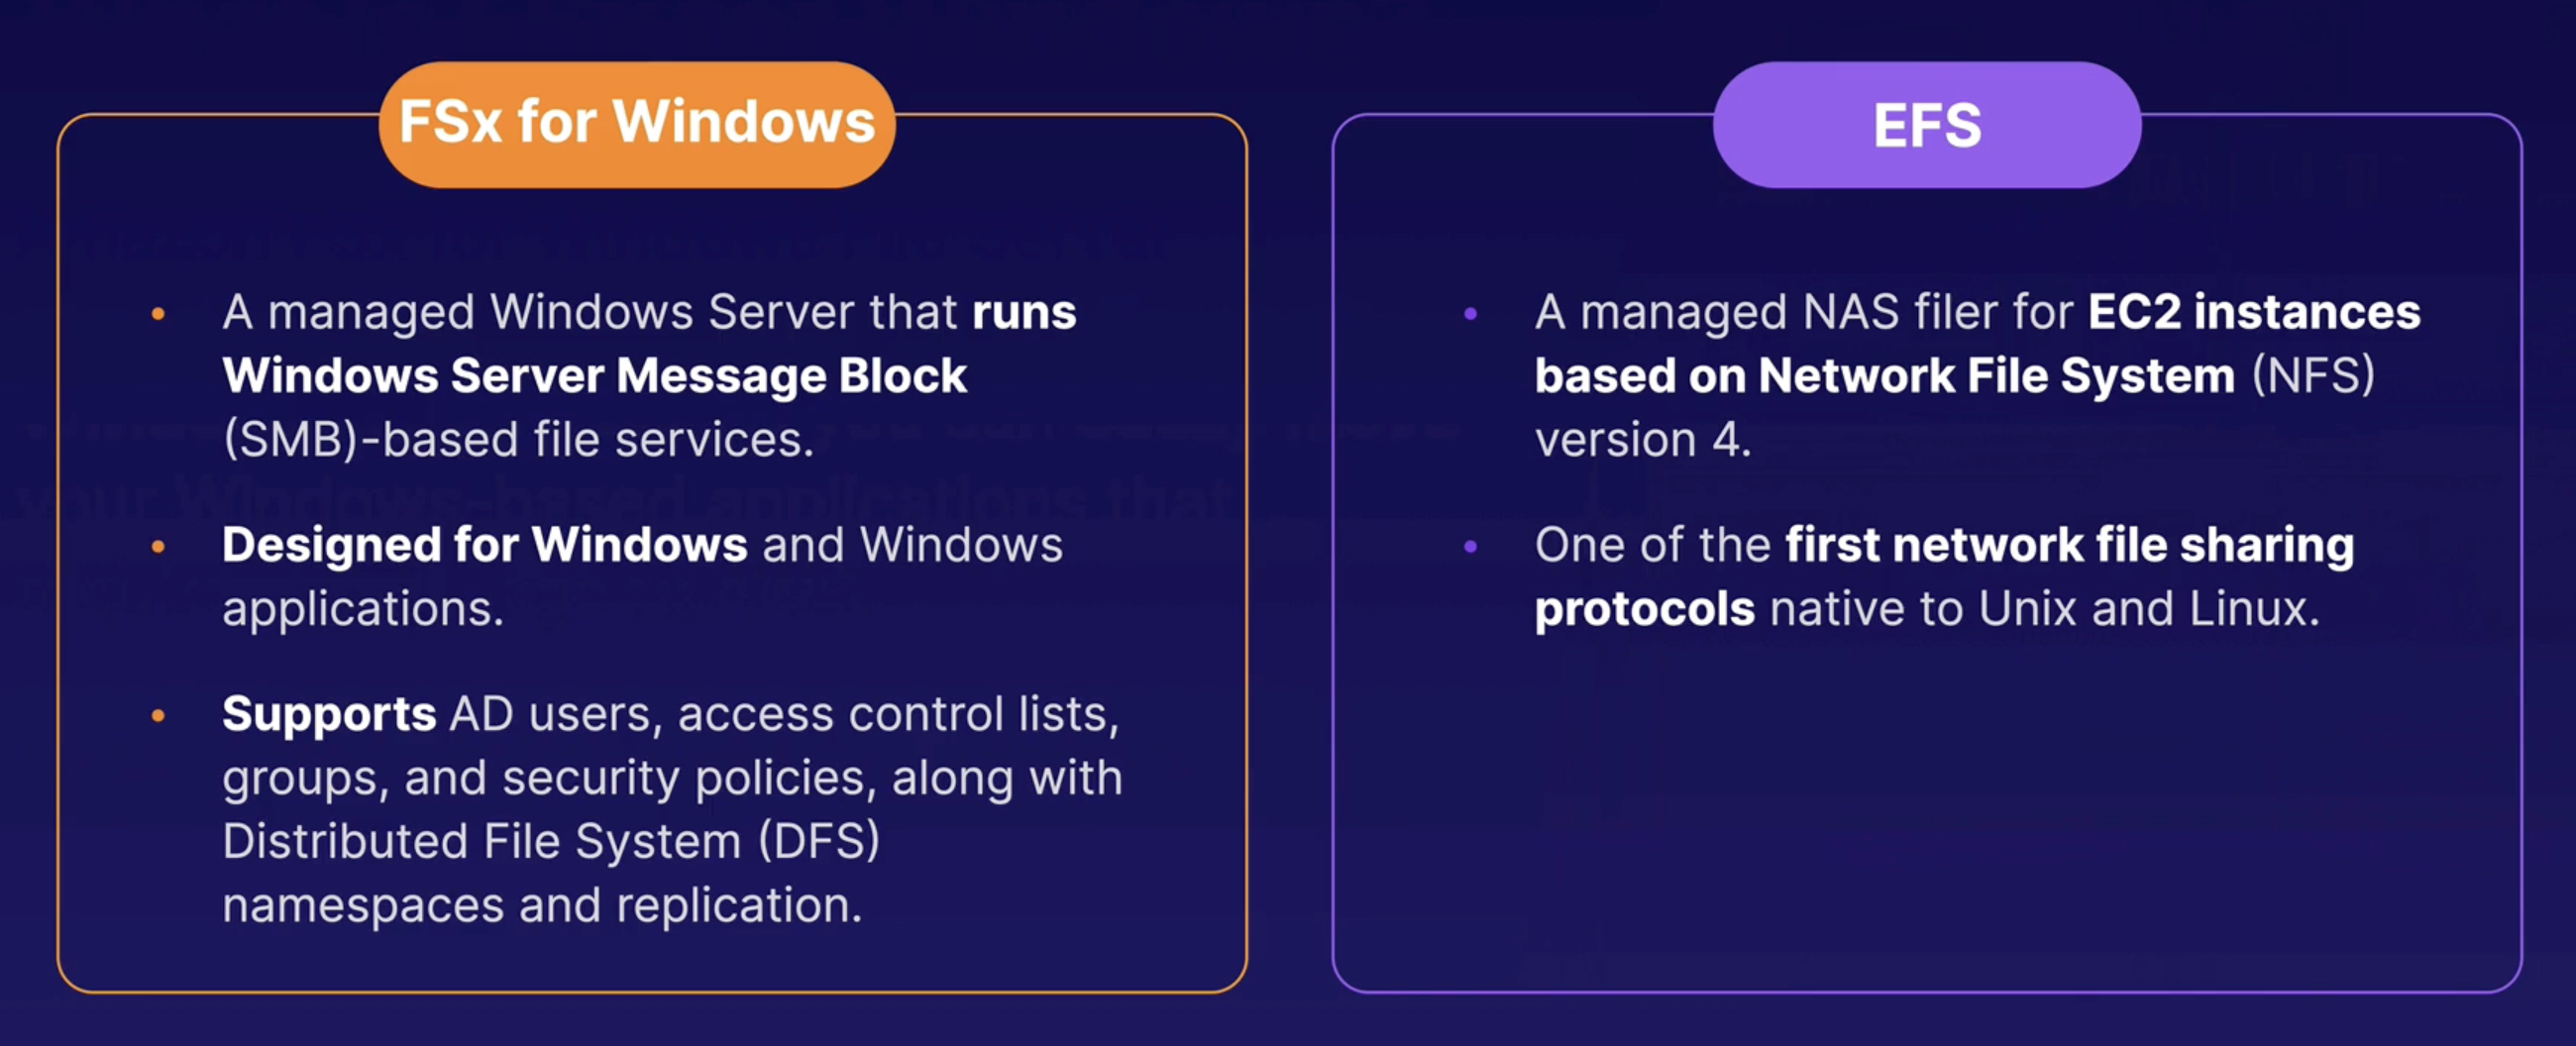 FSx for Windows
• A managed Windows Server that runs
Windows Server Message Block
(SMB)-based file services.
• Designed for Windows and Windows
applications.
• Supports AD users, access control lists,
groups, and security policies, along with
Distributed File System (DFS)
namespaces and replication.
EFS
• A managed NAS filer for EC2 instances
based on Network File System (NFS)
version 4.
• One of the first network file sharing
protocols native to Unix and Linux.